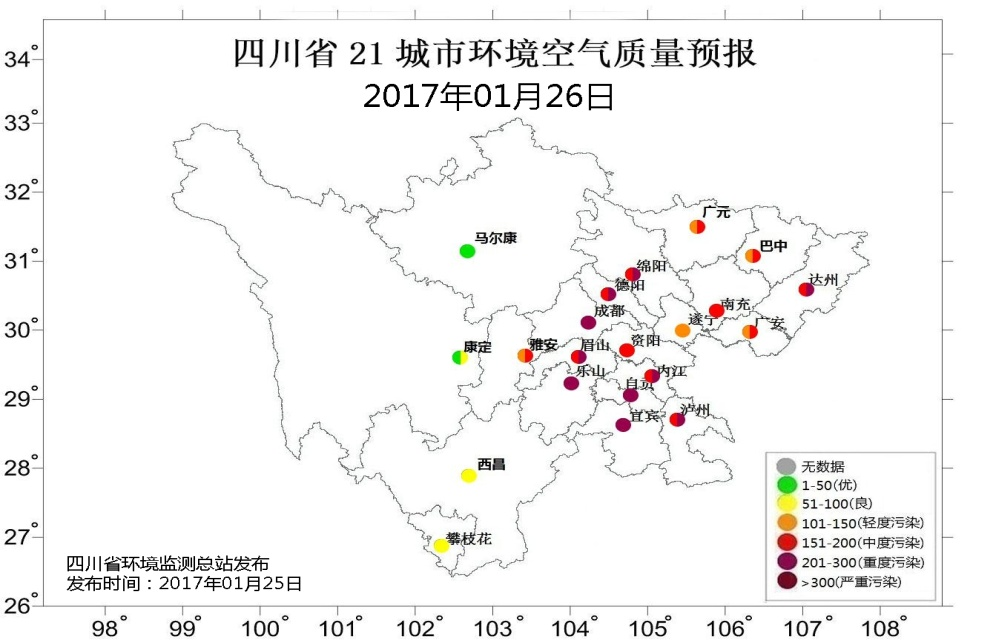 四川省 21 城市环境空气质量预报
2017年01月26日
34°
33°
32°
31°
30°
29°
28°
27°
26°
广元
马尔康
巴中
绵阳
达州
德阳
南充
成都
遂宁
广安
康定
雅安
眉山
资阳
乐山
内江
自贡
宜宾
泸州
西昌
攀枝花
无数据
1-50(优)
51-100(良)
101-150(轻度污染)
151-200(中度污染)
201-300(重度污染)
>300(严重污染)
四川省环境监测总站发布
发布时间：2017年01月25日
98° 99° 100° 101° 102° 103° 104° 105° 106° 107° 108°